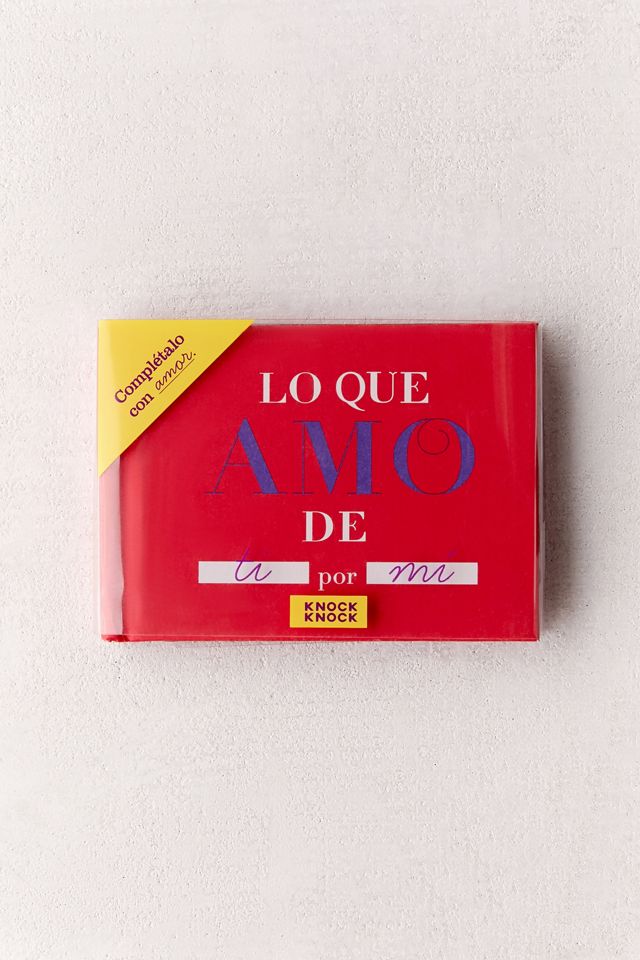 Complétalo
con amor.
LO QUE
AMO
DE
ti por mí
KNOCK
KNOCK